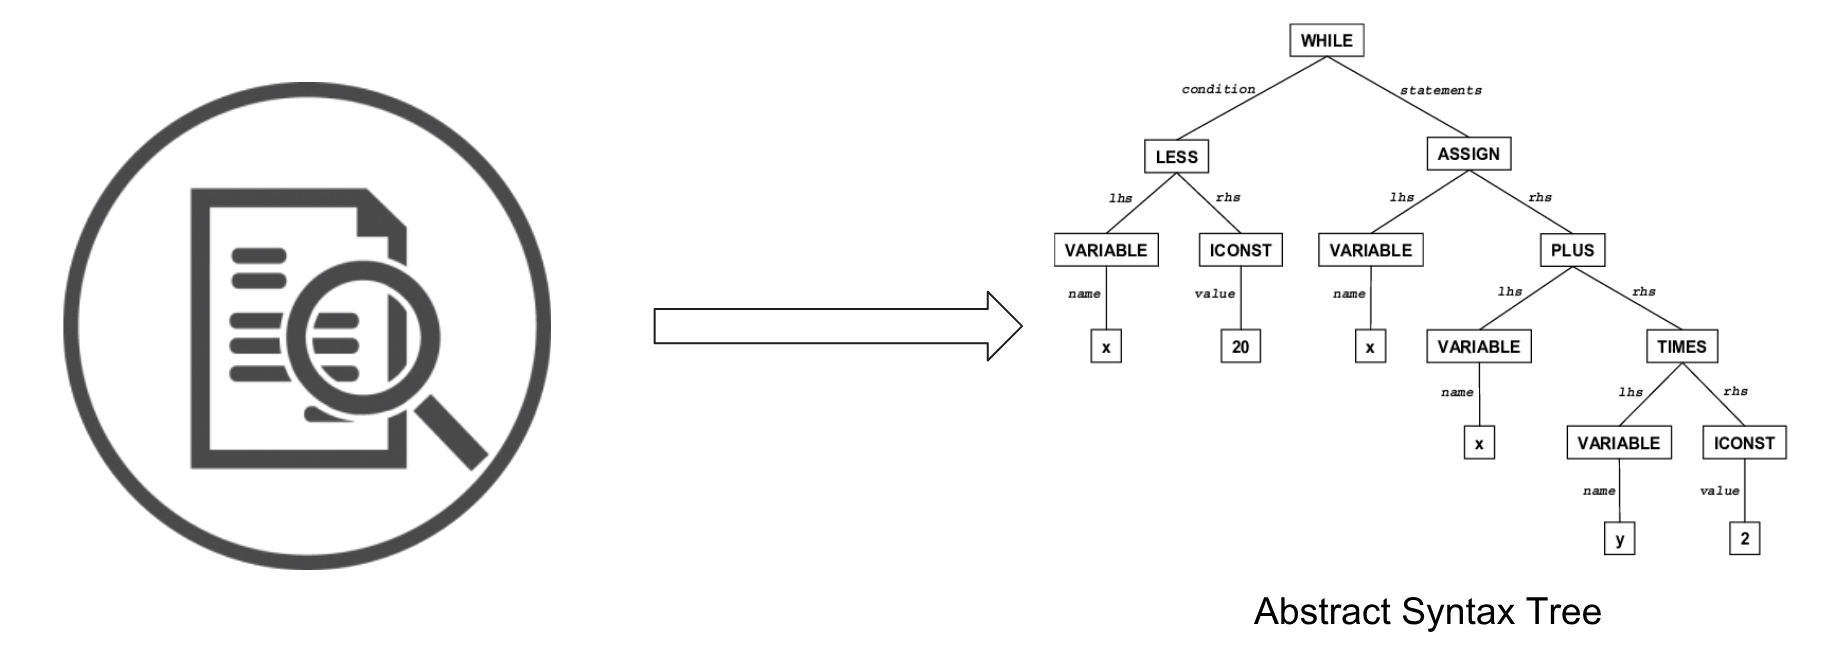 WHILE
condition statements
LESS ASSIGN
lhs rhs lhs rhs
VARIABLE ICONST VARIABLE PLUS
name value name lhs rhs
x 20 x VARIABLE TIMES
name lhs rhs
x VARIABLE ICONST
name value
y 2
Abstract Syntax Tree